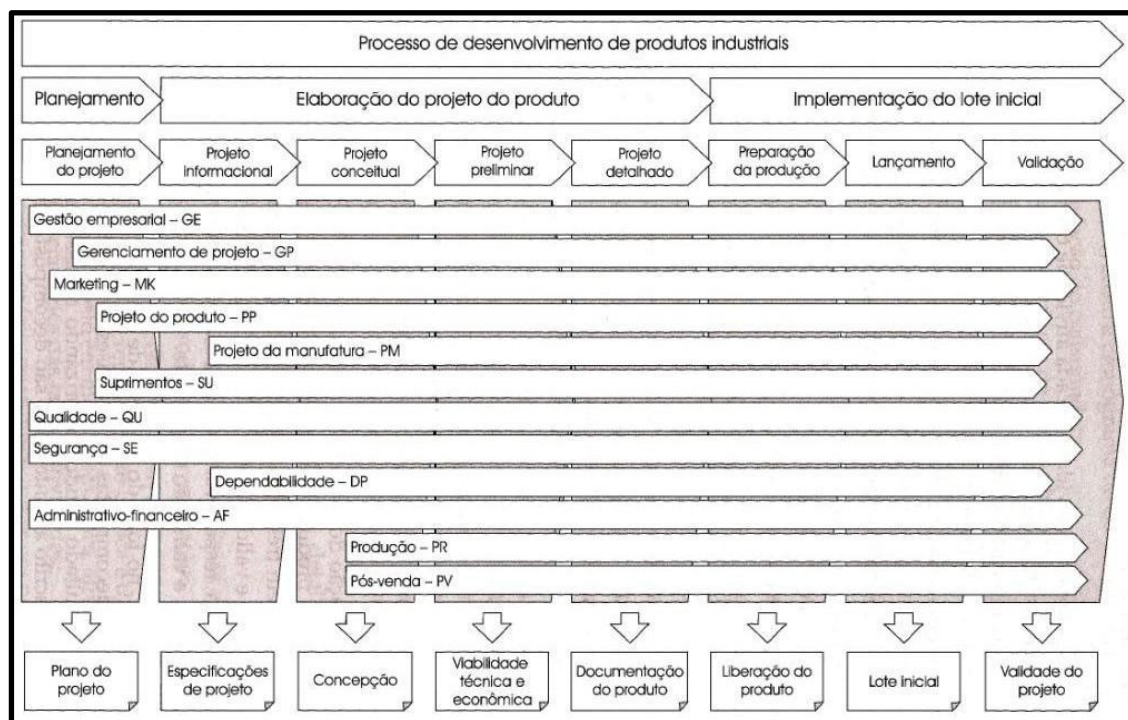 Processo de desenvolvimento de produtos industriais
Planejamento
Elaboração do projeto do produto
Implementação do lote inicial
Planejamento
do projeto
Projeto
informacional
Projeto
conceitual
Projeto
preliminar
Projeto
detalhado
Preparação
da produção
Lançamento
Validação
Gestão empresarial – GE
Gerenciamento de projeto – GP
Marketing – MK
Projeto do produto – PP
Projeto da manufatura – PM
Suprimentos – SU
Qualidade – QU
Segurança – SE
Dependabilidade – DP
Administrativo-financeiro – AF
Produção – PR
Pós-venda – PV
Plano do
projeto
Especificações
de projeto
Concepção
Viabilidade
técnica e
econômica
Documentação
do produto
Liberação do
produto
Lote inicial
Validade do
projeto